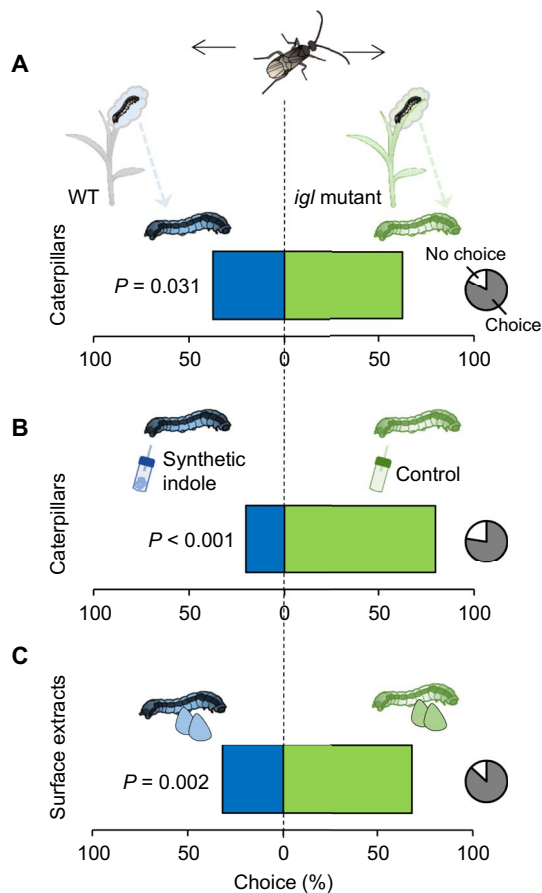 A
WT
igl mutant
Caterpillars
P = 0.031
No choice
Choice
100 50 0 50 100
B
Synthetic
indole
Control
Caterpillars
P < 0.001
100 50 0 50 100
C
Surface extracts
P = 0.002
100 50 0 50 100
Choice (%)